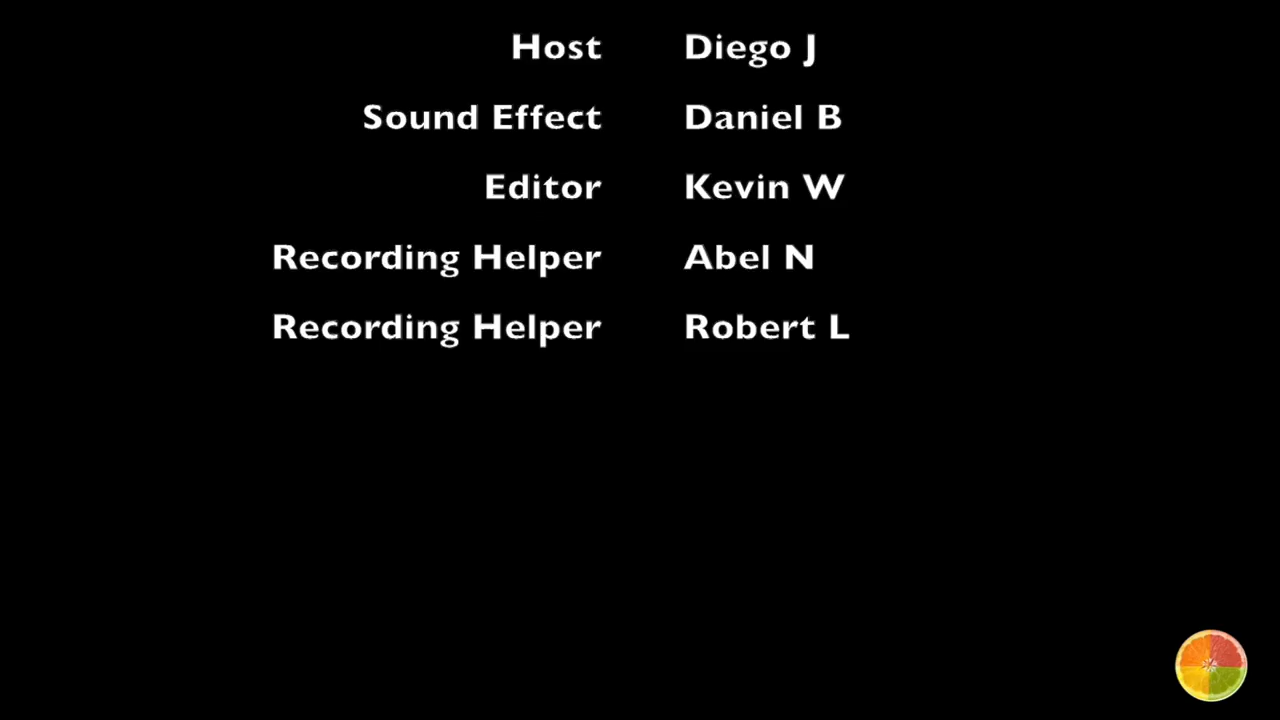 Host Diego J
Sound Effect Daniel B
Editor Kevin W
Recording Helper Abel N
Recording Helper Robert L